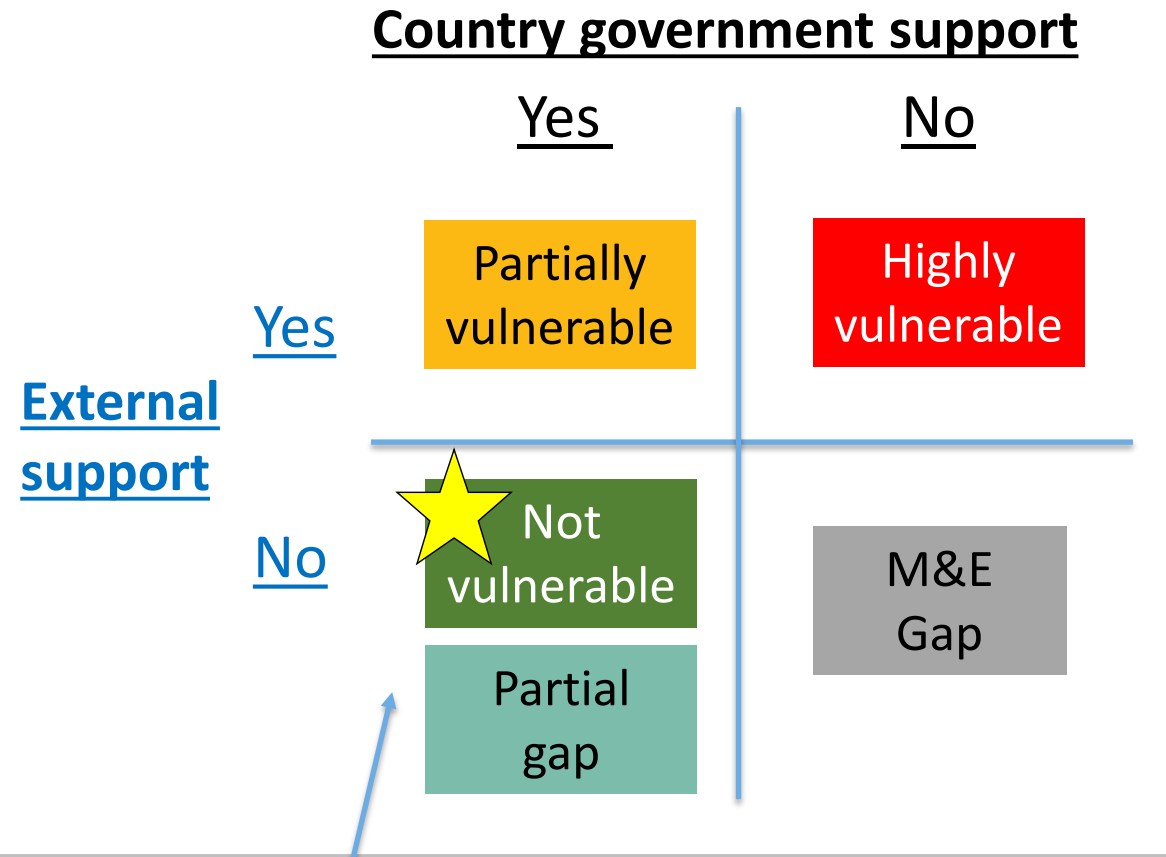 Country government support
Yes
No
Partially
vulnerable
Highly
vulnerable
Yes
External
support
No
Not
vulnerable
M&E
Gap
Partial
gap